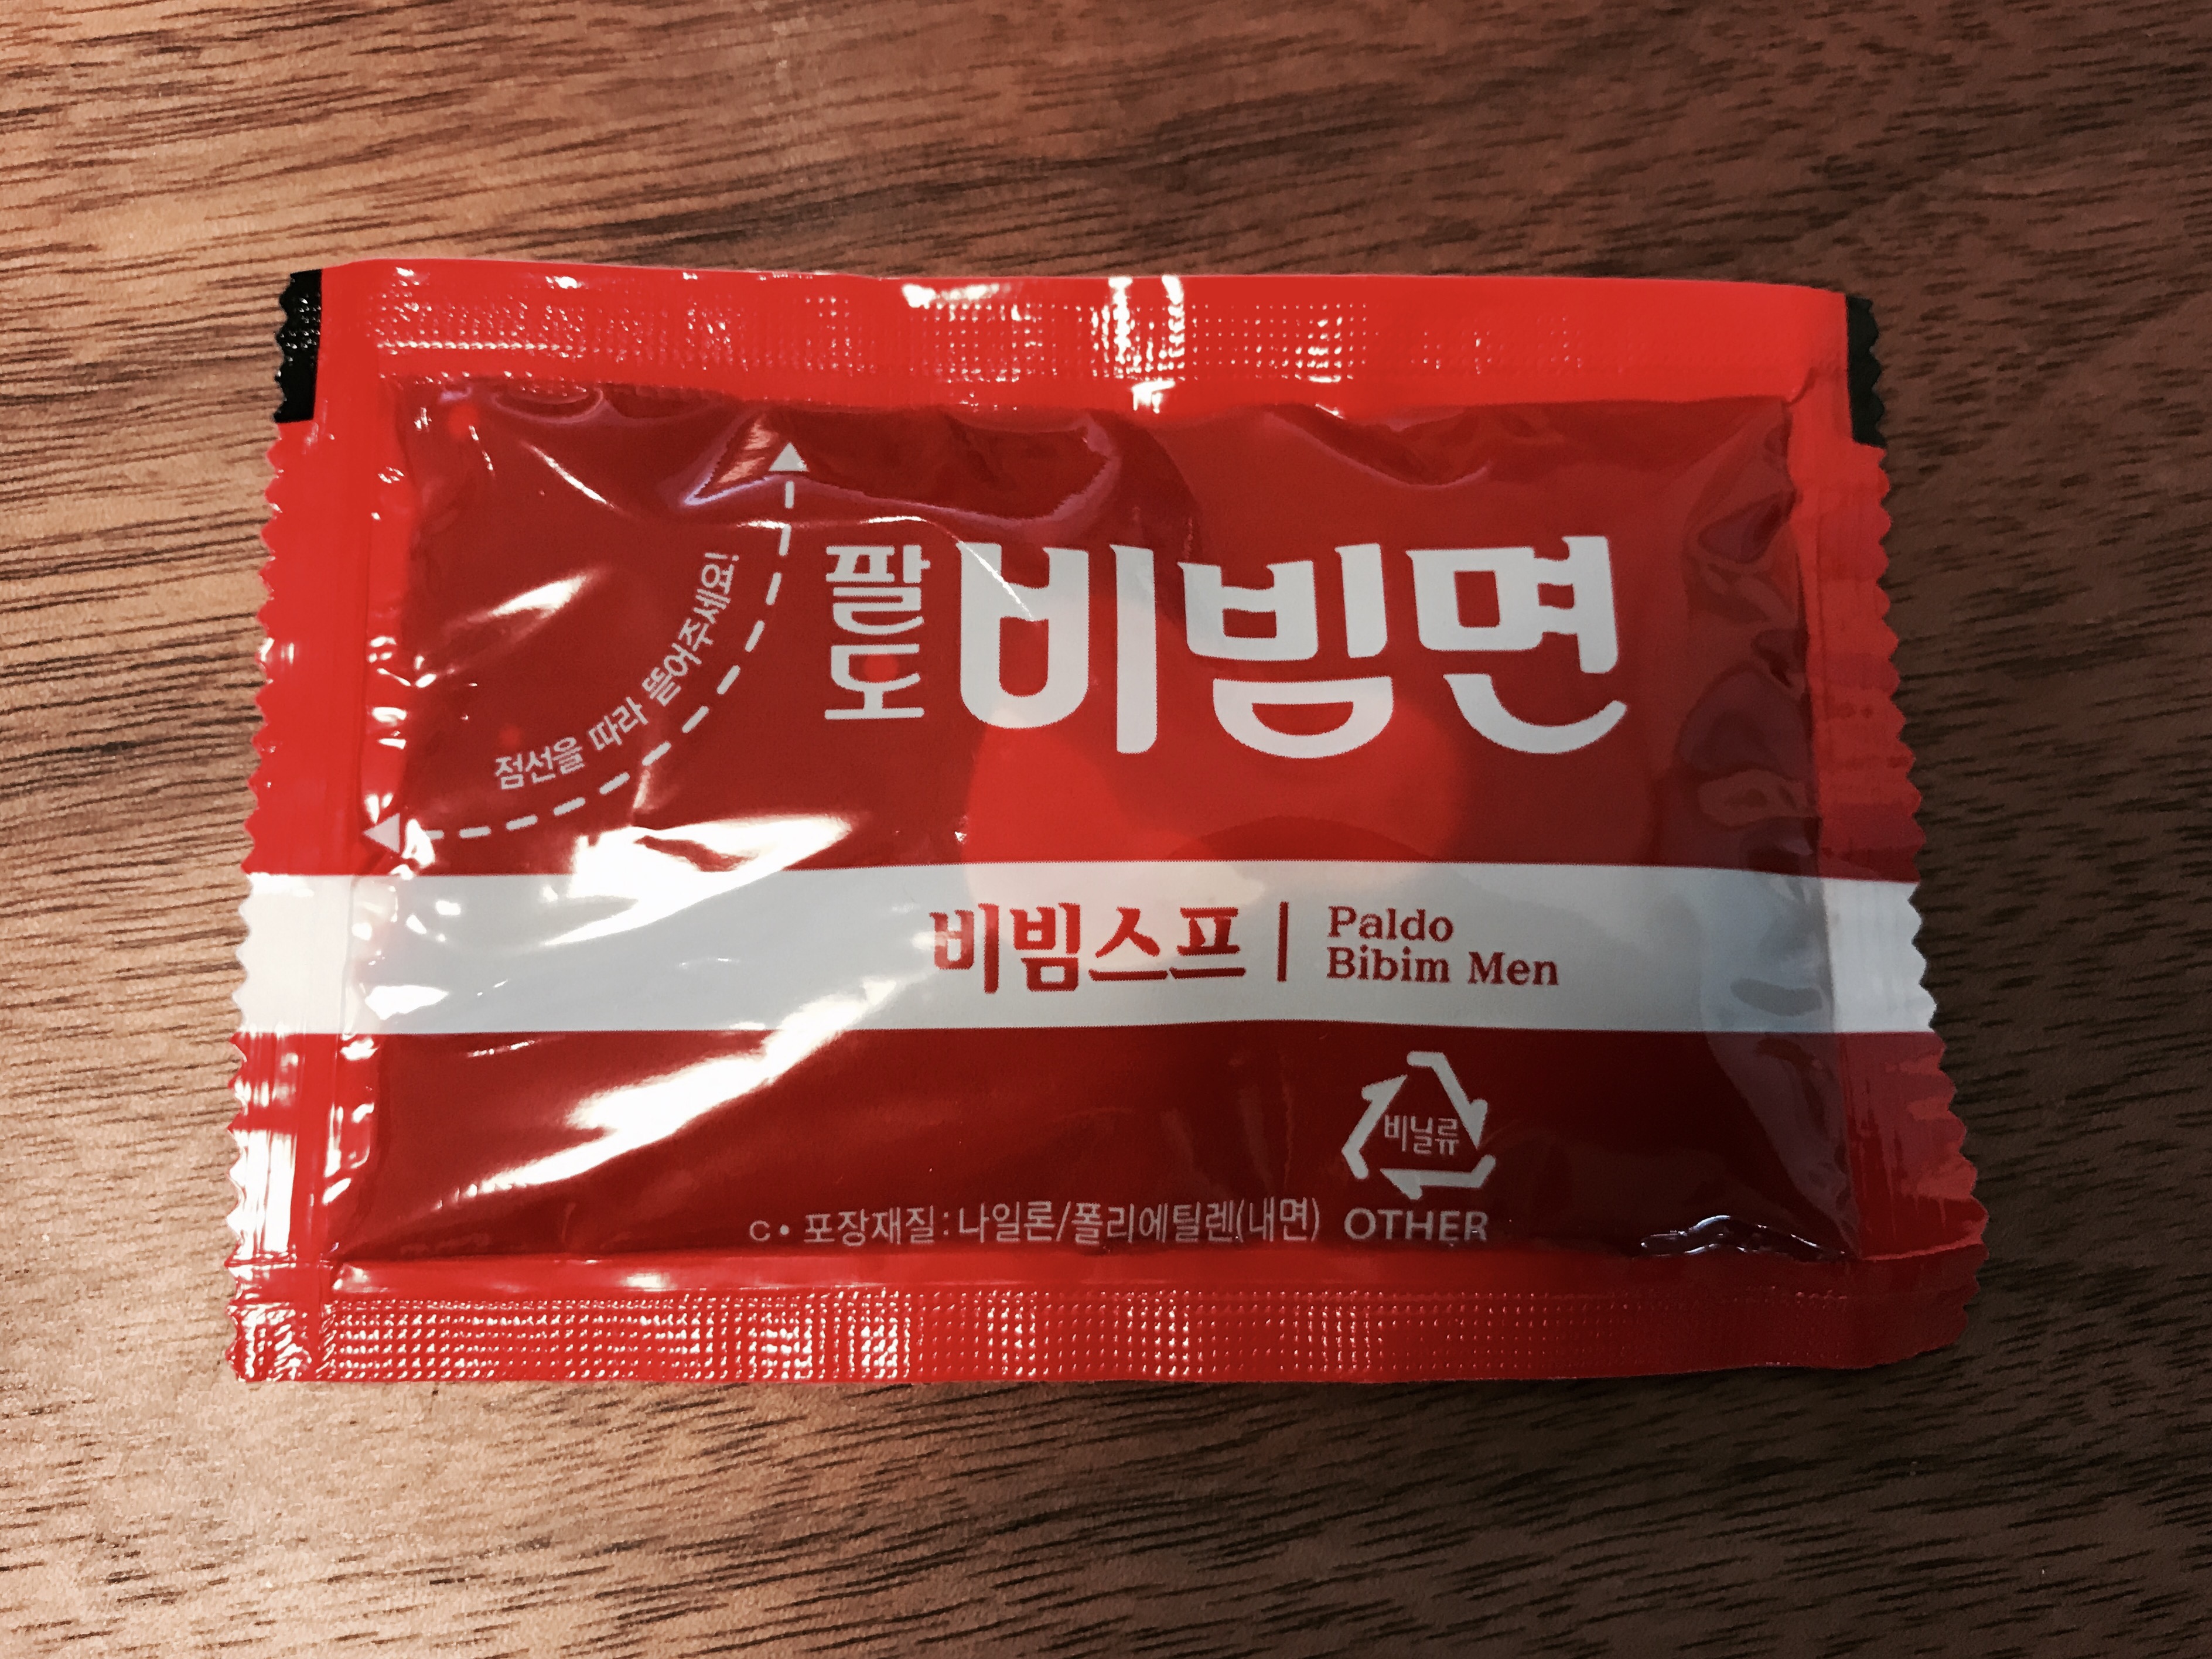 점선을 따라 뜯어주세요!
팔도 비빔면
비빔스프 | Paldo
Bibim Men
비닐류
C• 포장재질:나일론/폴리에틸렌(내면) OTHER